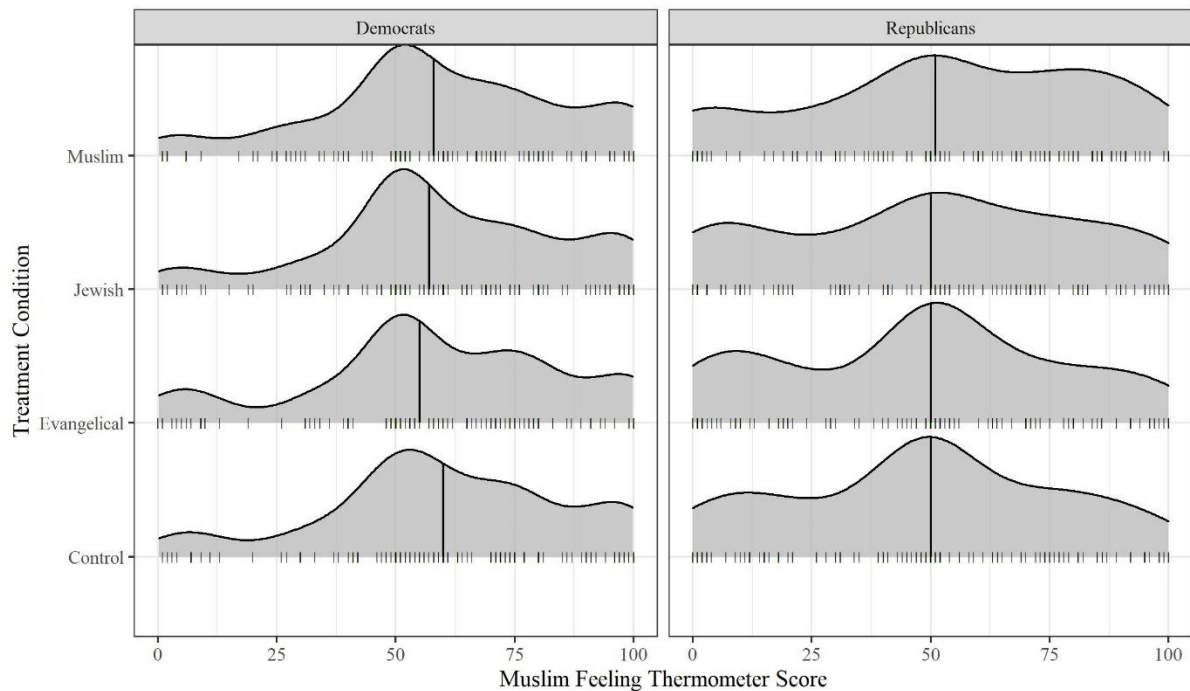 Democrats
Republicans
Treatment Condition
Muslim
Jewish
Evangelical
Control
0 25 50 75 100
0 25 50 75 100
Muslim Feeling Thermometer Score